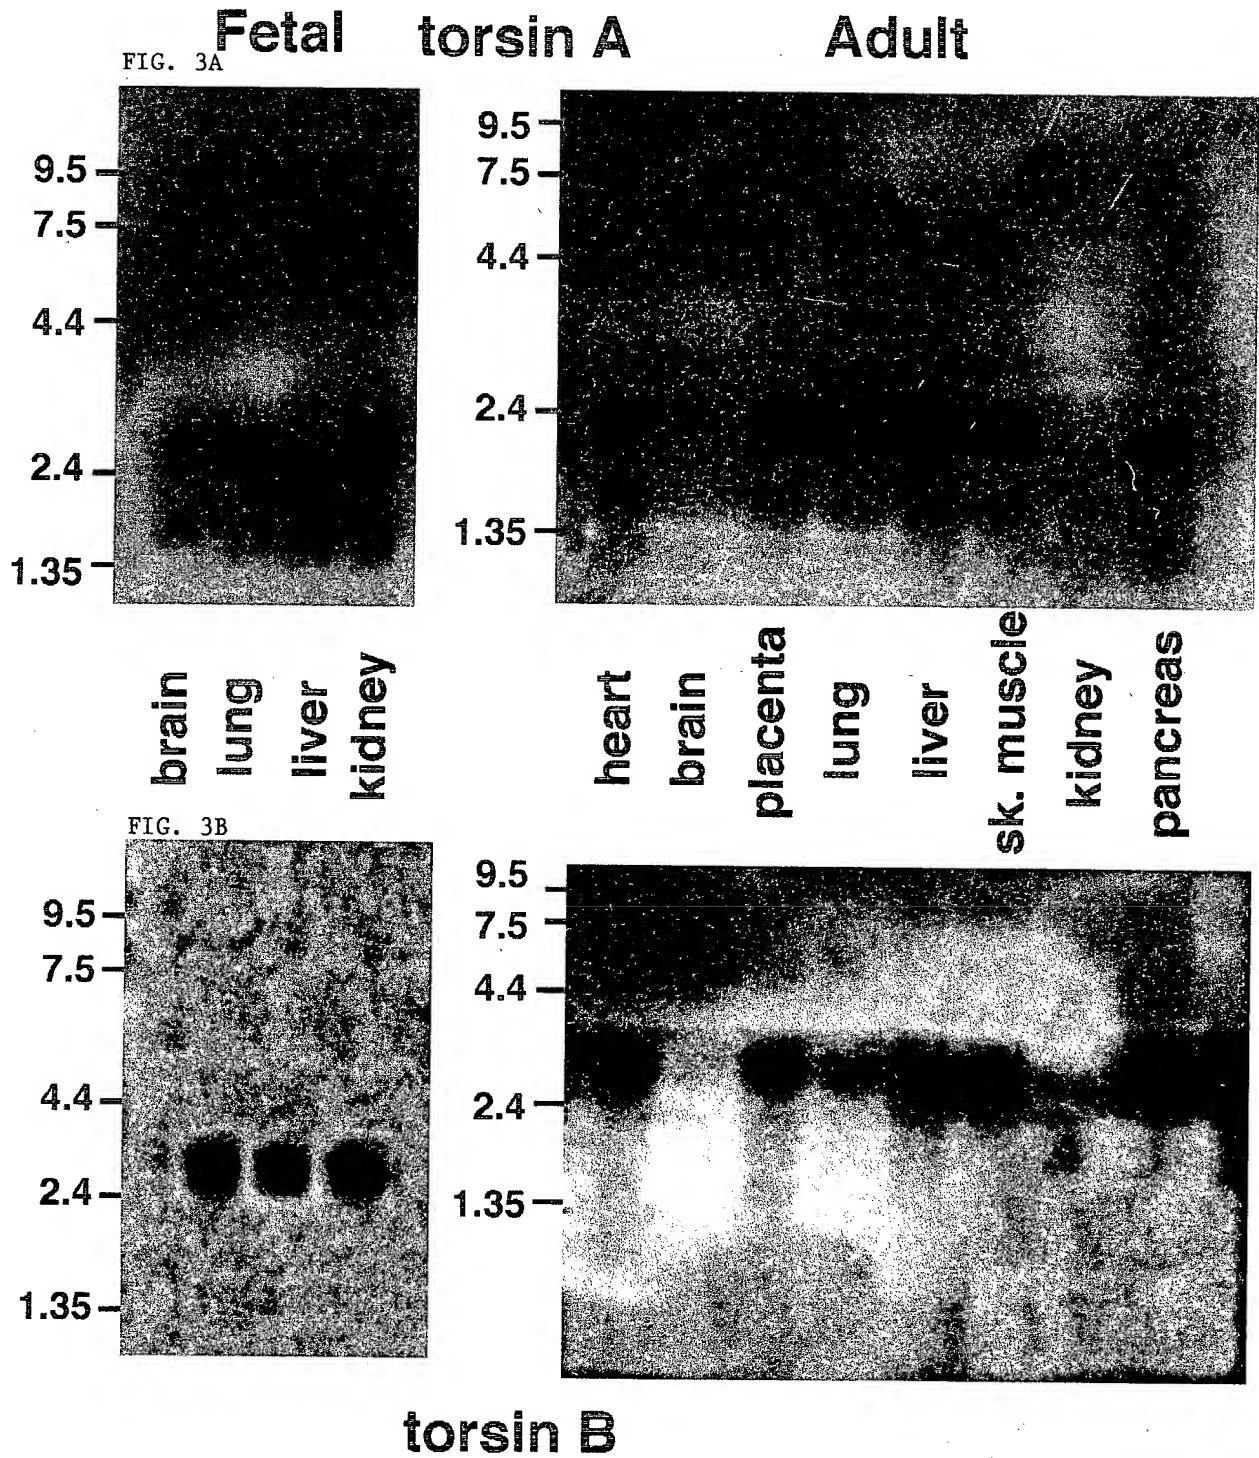 Fetal torsin A Adult
FIG. 3A
9.5
7.5
4.4
2.4
1.35
9.5
7.5
4.4
2.4
1.35
brain
lung
liver
kidney
heart
brain
placenta
lung
liver
sk. muscle
kidney
pancreas
FIG. 3B
9.5
7.5
4.4
2.4
1.35
9.5
7.5
4.4
2.4
1.35
torsin B